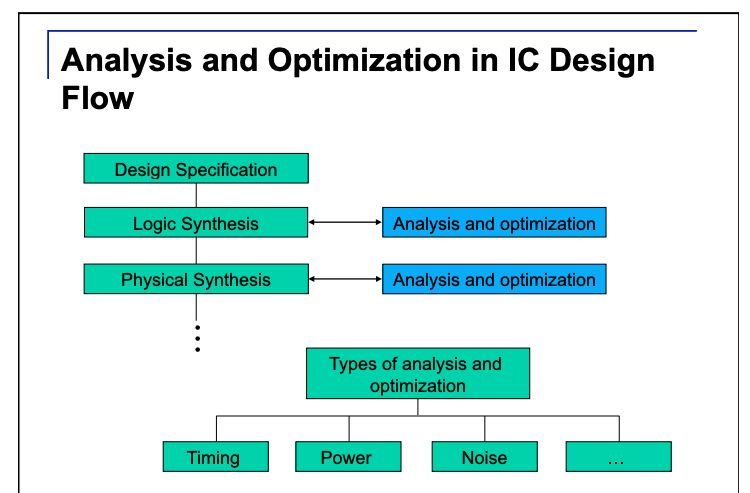 Analysis and Optimization in IC Design
Flow
Design Specification
Logic Synthesis
Analysis and optimization
Physical Synthesis
Analysis and optimization
Types of analysis and
optimization
Timing
Power
Noise
…